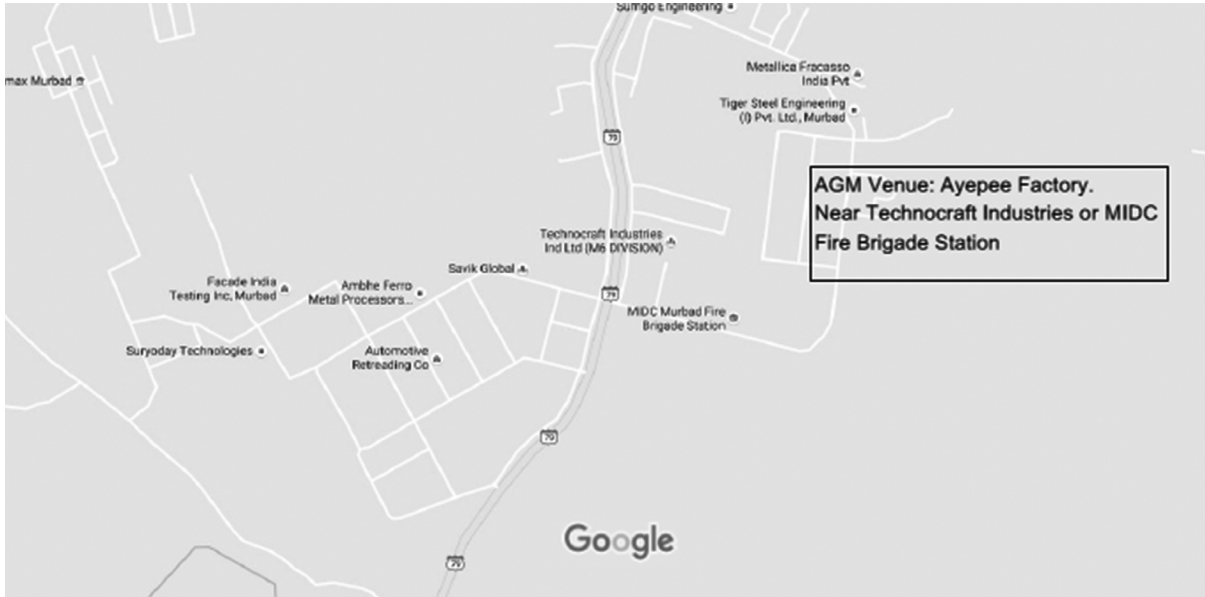 Sumgo Engineering
max Murbad
Metallica Fracasso
India Pvt
Tiger Steel Engineering
(I) Pvt. Ltd., Murbad
79
AGM Venue: Ayepee Factory.
Near Technocraft Industries or MIDC
Fire Brigade Station
Technocraft Industries
Ind Ltd (M6 DIVISION)
Savik Global
Facade India
Testing Inc, Murbad
Ambhe Ferro
Metal Processors...
79
MIDC Murbad Fire
Brigade Station
Suryoday Technologies
Automotive
Retreading Co
79
Google
79